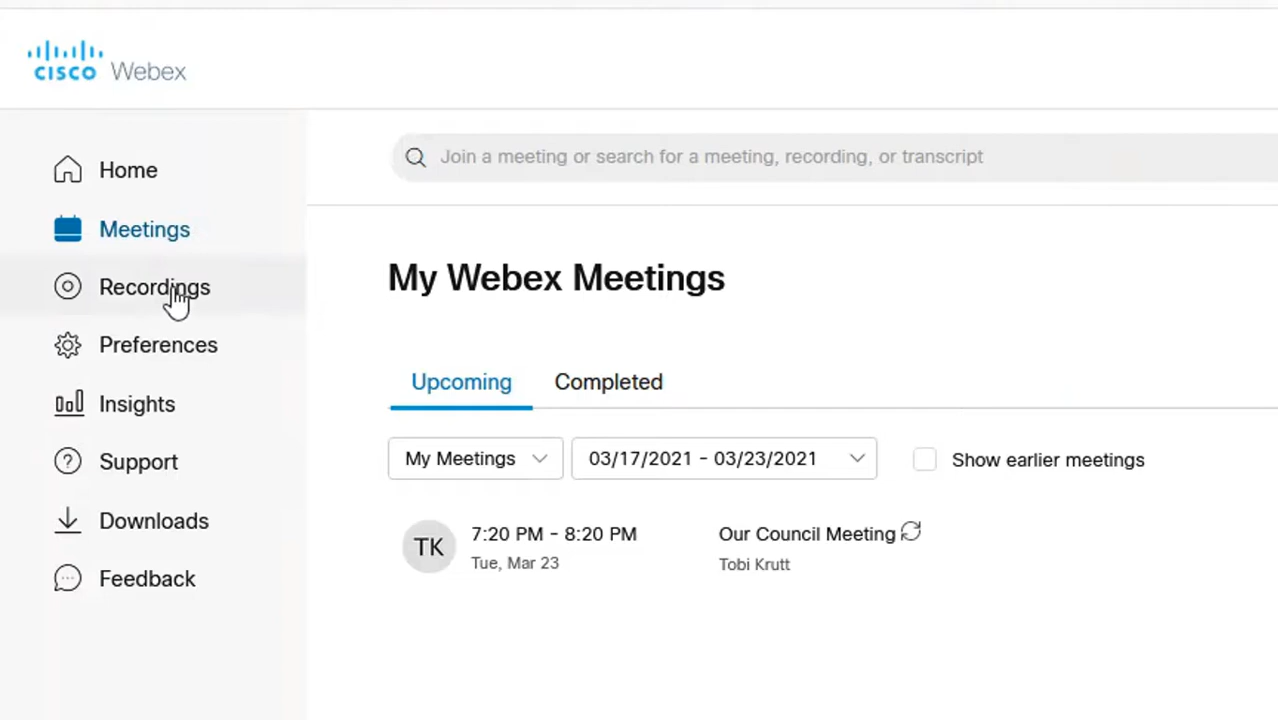 CISCO Webex
Home
Meetings
Recordings
Preferences
Insights
Support
Downloads
Feedback
Join a meeting or search for a meeting, recording, or transcript
My Webex Meetings
Upcoming Completed
My Meetings 03/17/2021 - 03/23/2021 Show earlier meetings
TK 7:20 PM - 8:20 PM Our Council Meeting
Tue, Mar 23 Tobi Krutt